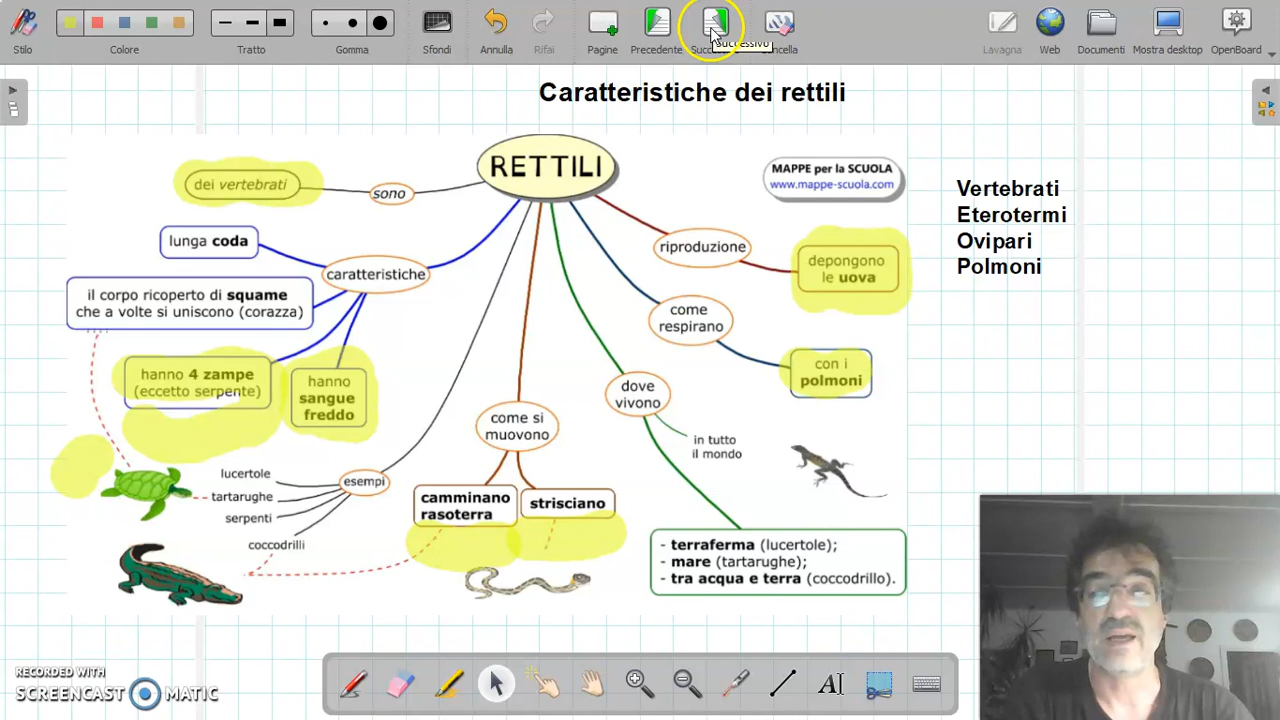 Stilo
Colore
Tratto
Gomma
Sfondi
Annulla
Rifai
Pagine
Precedente
Successivo
Lavagna
Web
Documenti
Mostra desktop
OpenBoard
Caratteristiche dei rettili
RETTILI
MAPPE per la SCUOLA
www.mappe-scuola.com
dei vertebrati
sono
Vertebrati
Eterotermi
Ovipari
Polmoni
lunga coda
caratteristiche
riproduzione
depongono
le uova
il corpo ricoperto di squame
che a volte si uniscono (corazza)
come
respirano
con i
polmoni
hanno 4 zampe
(eccetto serpente)
hanno
sangue
freddo
dove
vivono
come si
muovono
in tutto
il mondo
esempi
lucertole
tartarughe
serpenti
coccodrilli
camminano
rasoterra
strisciano
- terraferma (lucertole);
- mare (tartarughe);
- tra acqua e terra (coccodrillo).
RECORDED WITH
SCREENCAST MATIC